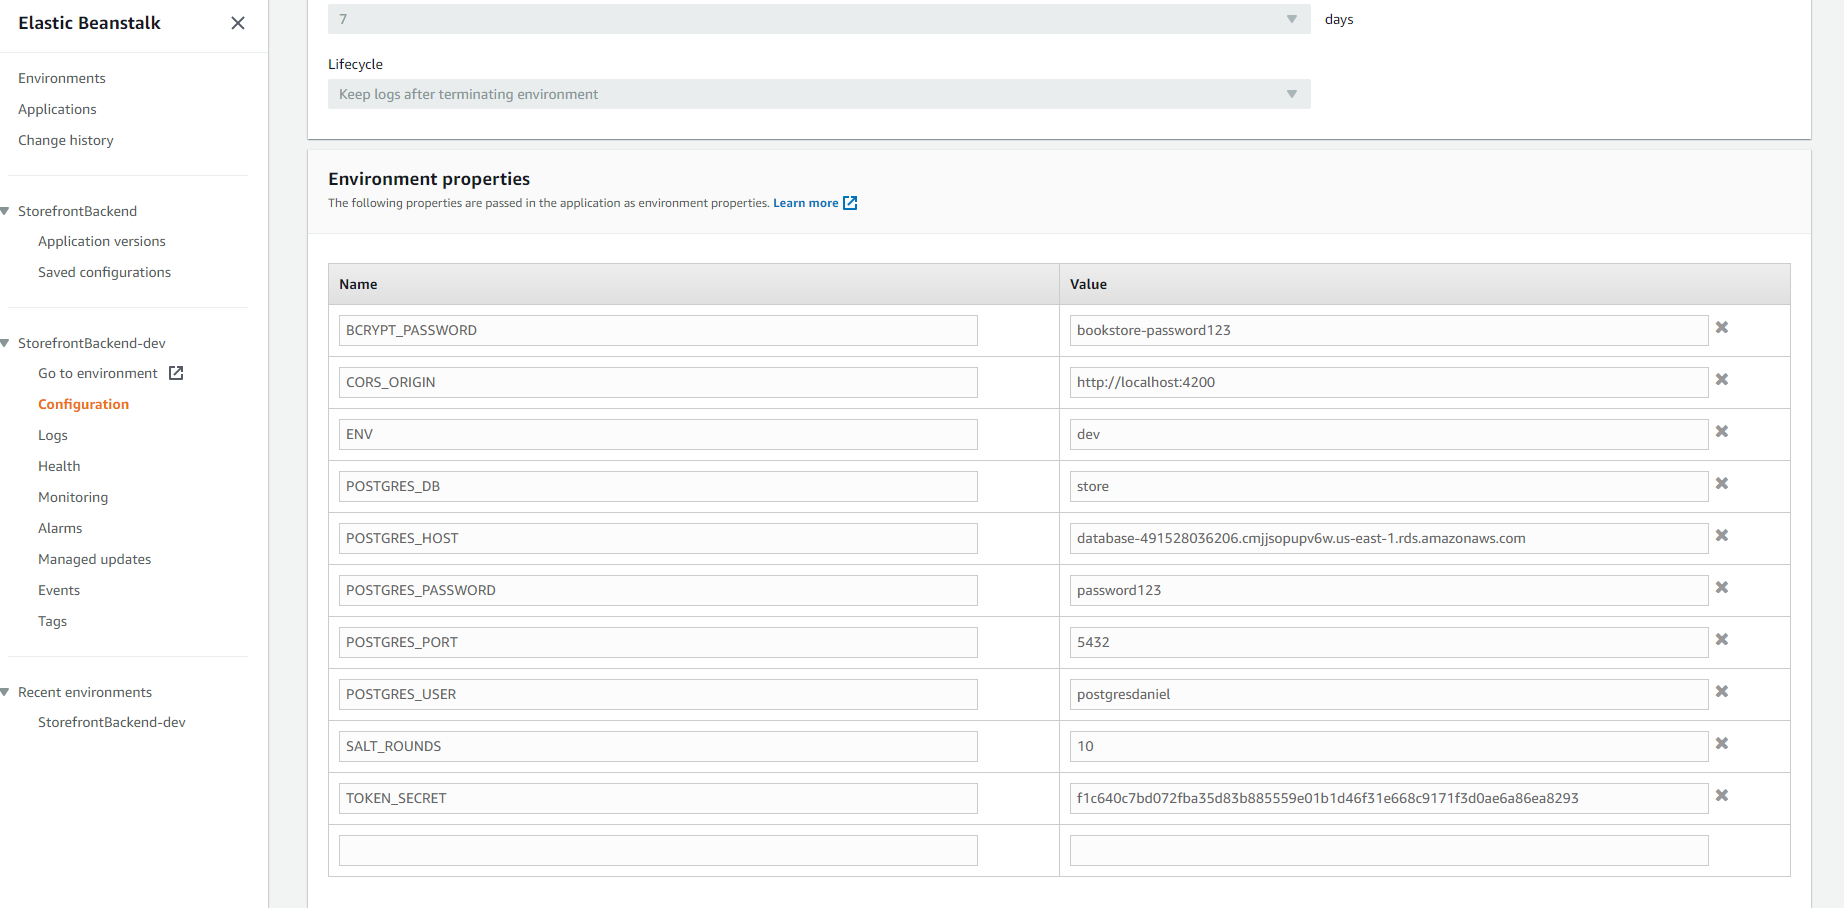 Elastic Beanstalk
Environments
Applications
Change history
StorefrontBackend
Application versions
Saved configurations
StorefrontBackend-dev
Go to environment
Configuration
Logs
Health
Monitoring
Alarms
Managed updates
Events
Tags
Recent environments
StorefrontBackend-dev
7 days
Lifecycle
Keep logs after terminating environment
Environment properties
The following properties are passed in the application as environment properties. Learn more
Name Value
BCRYPT_PASSWORD bookstore-password123
CORS_ORIGIN http://localhost:4200
ENV dev
POSTGRES_DB store
POSTGRES_HOST database-491528036206.cmjjsopupv6w.us-east-1.rds.amazonaws.com
POSTGRES_PASSWORD password123
POSTGRES_PORT 5432
POSTGRES_USER postgresdaniel
SALT_ROUNDS 10
TOKEN_SECRET f1c640c7bd072fba35d83b885559e01b1d46f31e668c9171f3d0ae6a86ea8293